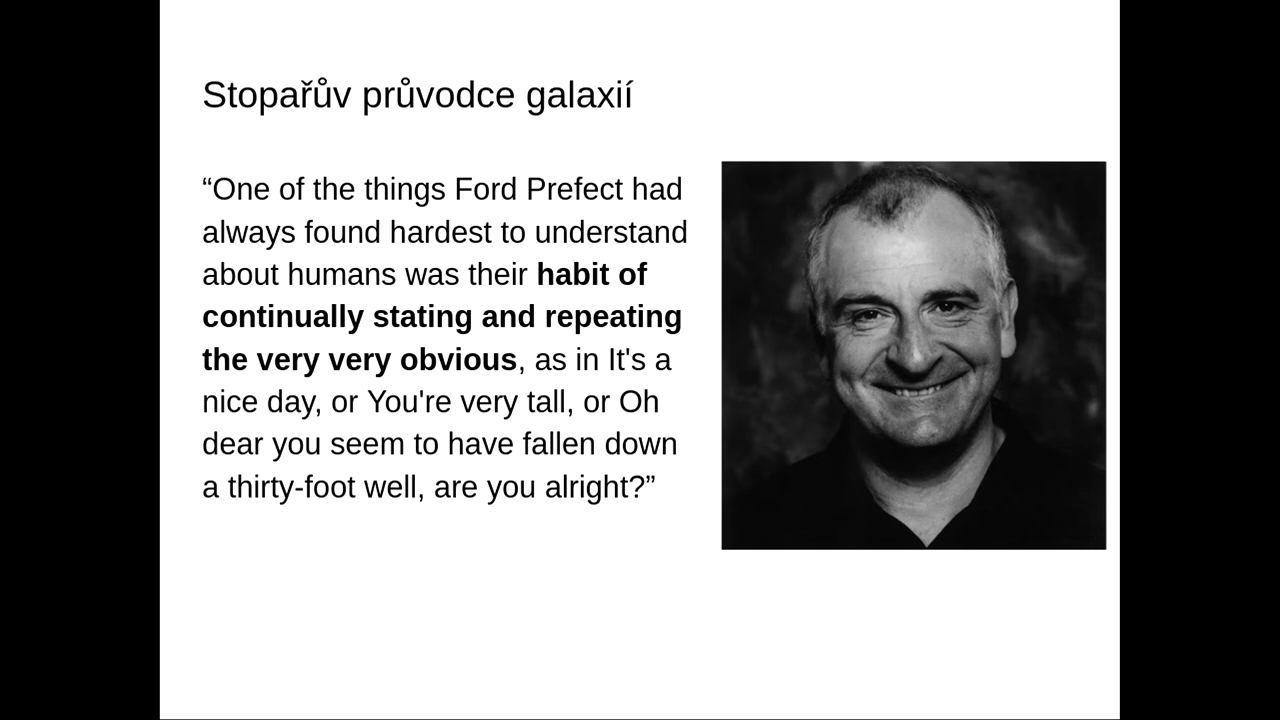 Stopařův průvodce galaxií
“One of the things Ford Prefect had
always found hardest to understand
about humans was their habit of
continually stating and repeating
the very very obvious, as in It's a
nice day, or You're very tall, or Oh
dear you seem to have fallen down
a thirty-foot well, are you alright?”